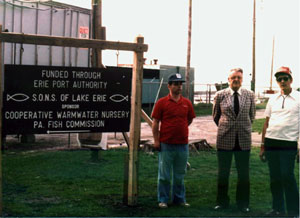 FUNDED THROUGH
ERIE PORT AUTHORITY
S.O.N.S. OF LAKE ERIE
SPONSOR
COOPERATIVE WARMWATER NURSERY
PA. FISH COMMISSION